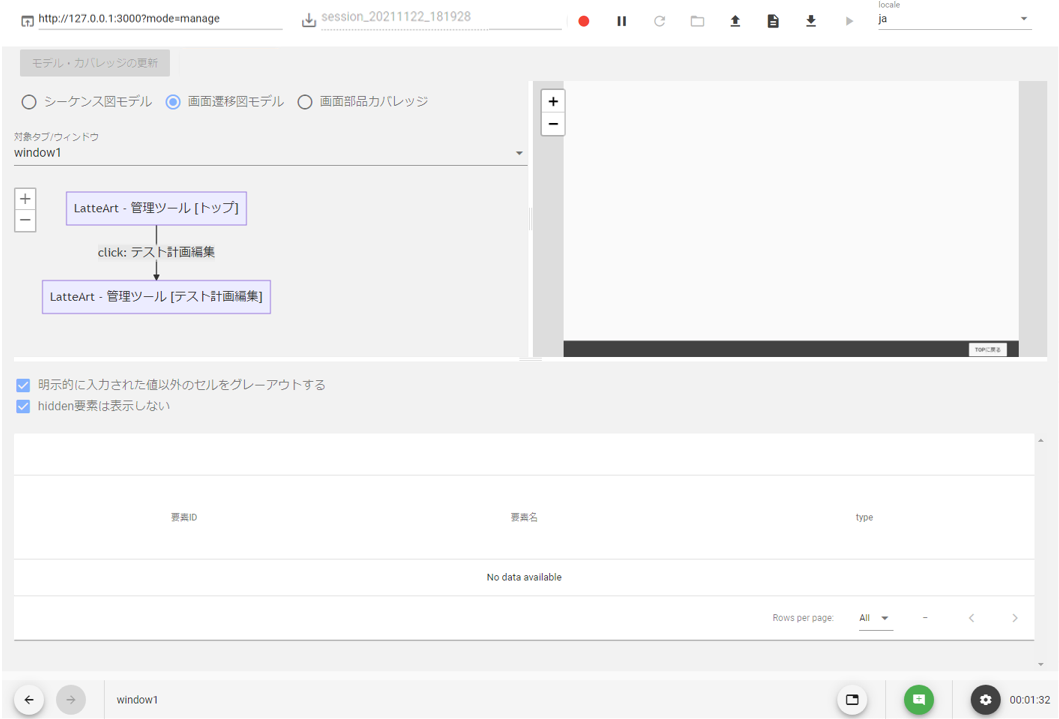 http://127.0.0.1:3000?mode=manage
session_20211122_181928
locale
ja
モデル・カバレッジの更新
シーケンス図モデル
画面遷移図モデル
画面部品カバレッジ
対象タブ/ウィンドウ
window1
+
−
LatteArt - 管理ツール [トップ]
click: テスト計画編集
LatteArt - 管理ツール [テスト計画編集]
+
−
TOPに戻る
明示的に入力された値以外のセルをグレーアウトする
hidden要素は表示しない
要素ID
要素名
type
No data available
Rows per page:
All
–
window1
00:01:32